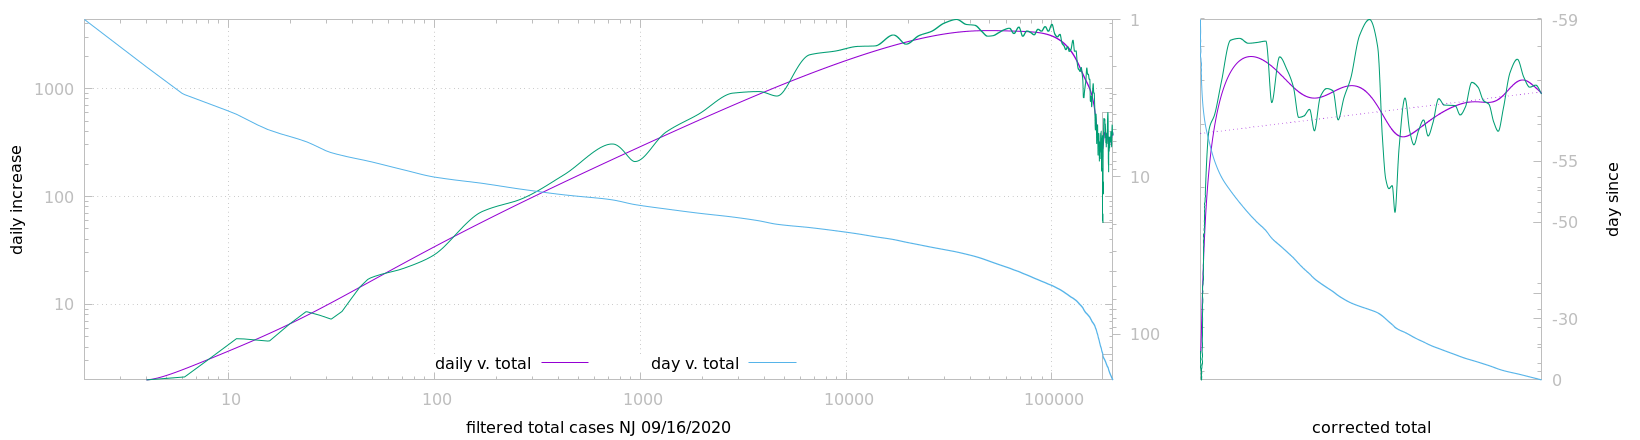 daily increase
1000
100
10
10
100
1000
10000
100000
1
10
100
daily v. total
day v. total
filtered total cases NJ 09/16/2020
-59
-55
-50
-30
0
day since
corrected total